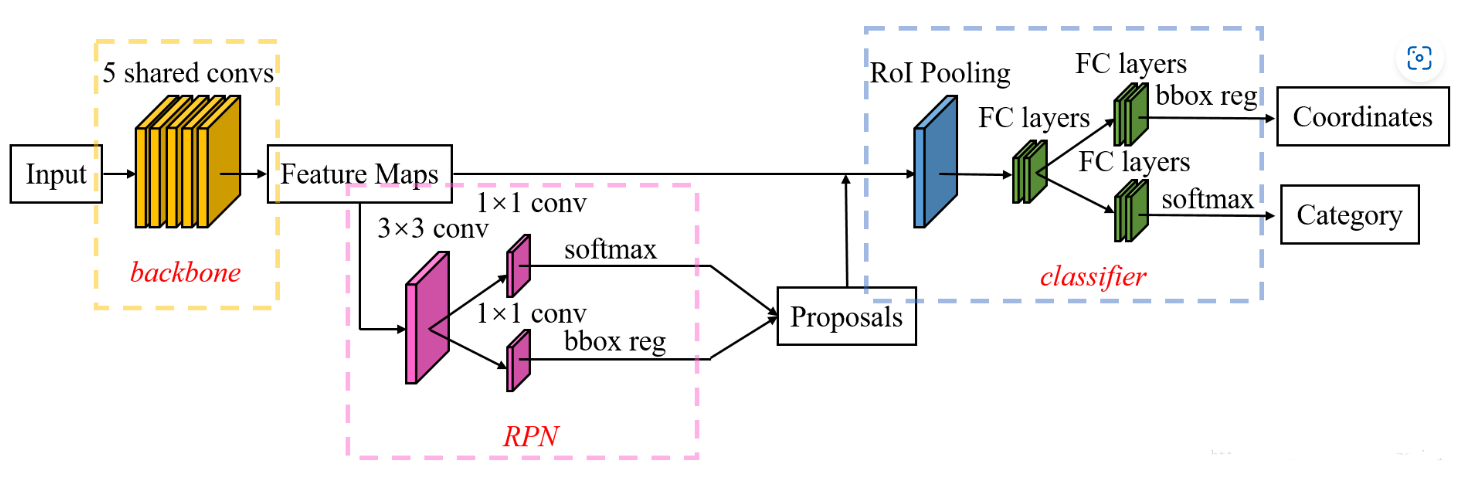 5 shared convs
Input
backbone
Feature Maps
3×3 conv
1×1 conv
softmax
1×1 conv
bbox reg
RPN
Proposals
RoI Pooling
FC layers
FC layers
bbox reg
FC layers
softmax
classifier
Coordinates
Category